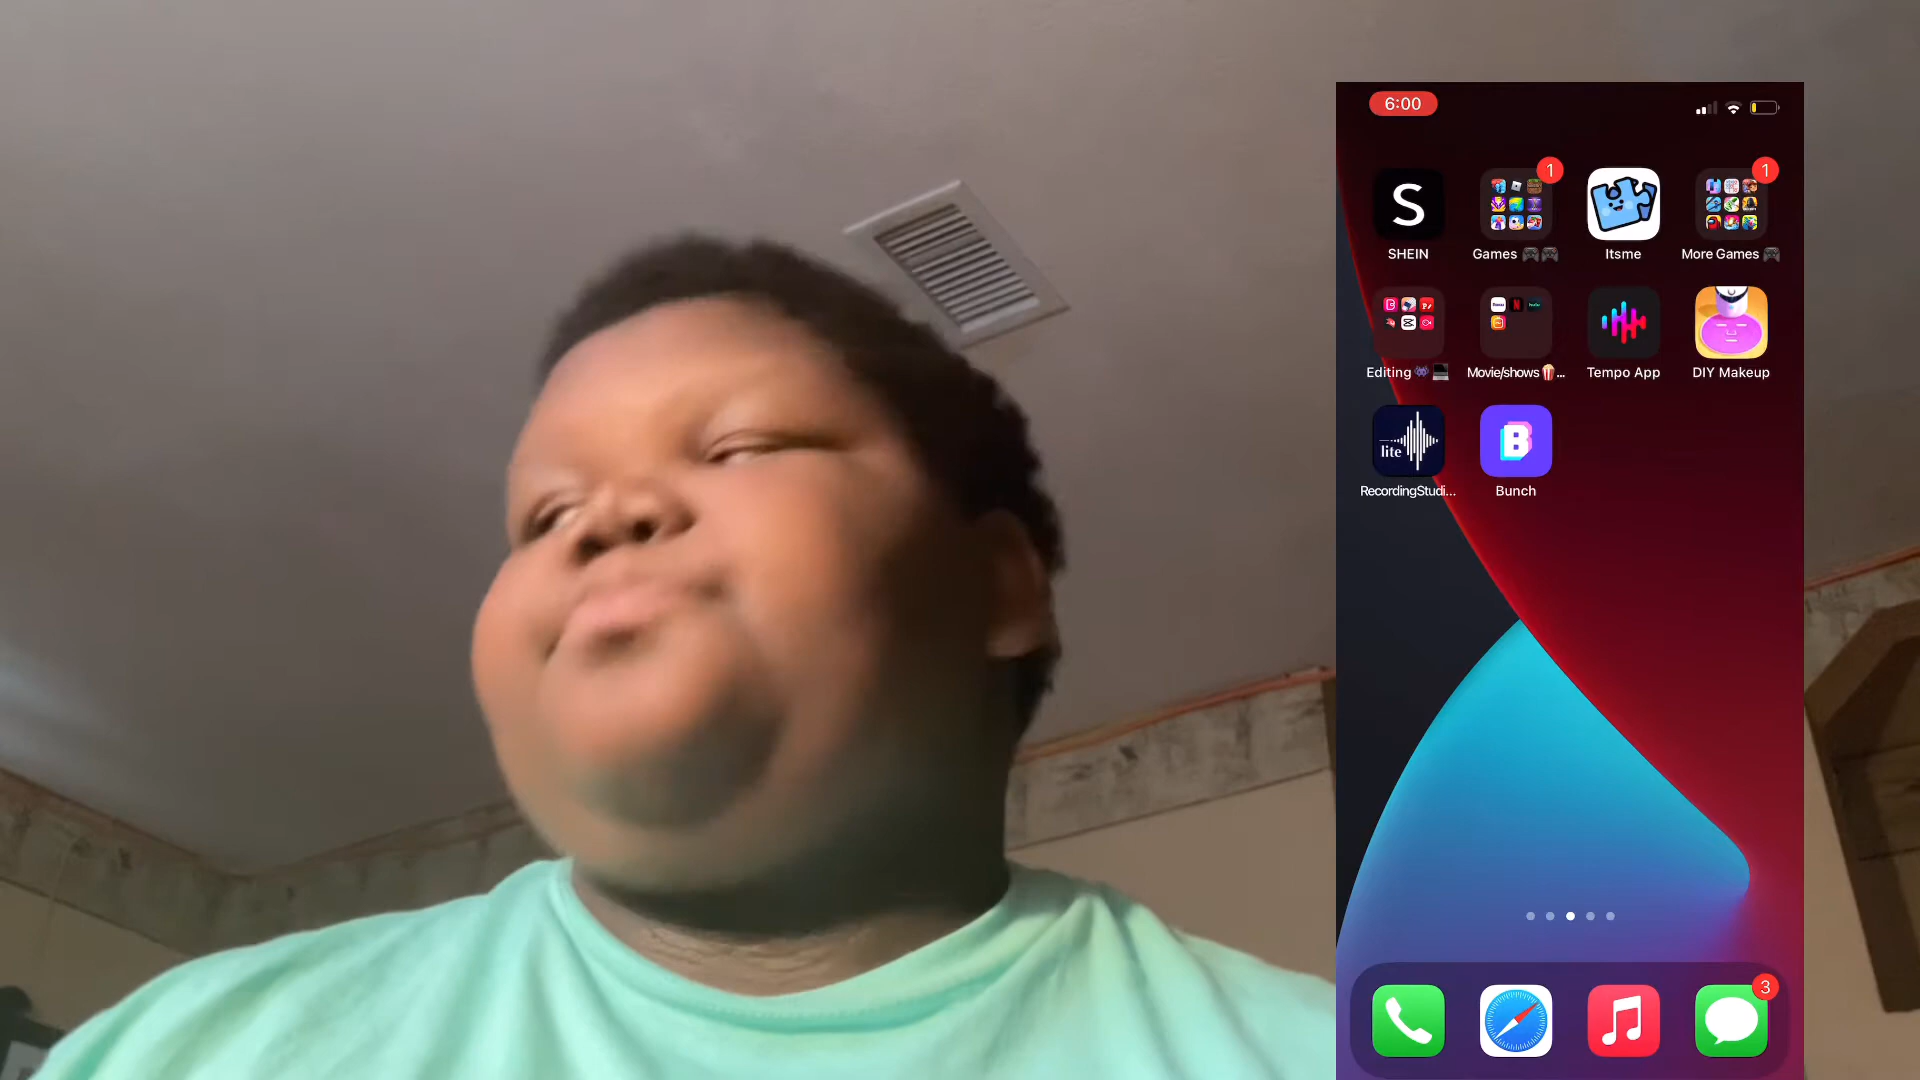 6:00
S
1
1
SHEIN
Games 🎮🎮
Itsme
More Games 🎮
Editing 👾💻
Movie/shows🍿...
Tempo App
DIY Makeup
lite
B
RecordingStudi...
Bunch
3